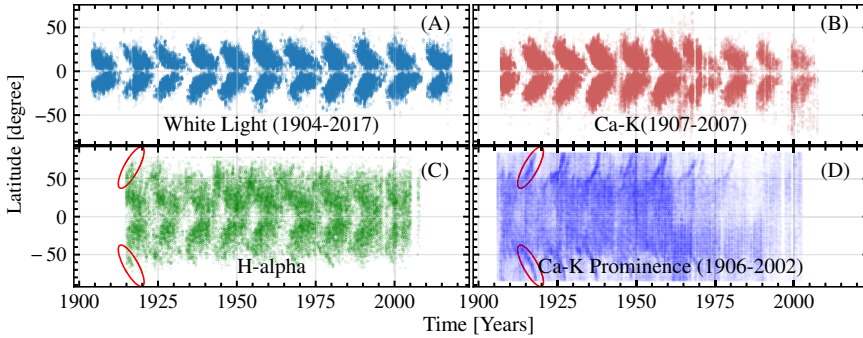 (A)
(B)
50
0
−50
White Light (1904-2017)
Ca-K(1907-2007)
Latitude [degree]
(C)
(D)
50
0
−50
H-alpha
Ca-K Prominence (1906-2002)
1900 1925 1950 1975 2000 1900 1925 1950 1975 2000
Time [Years]